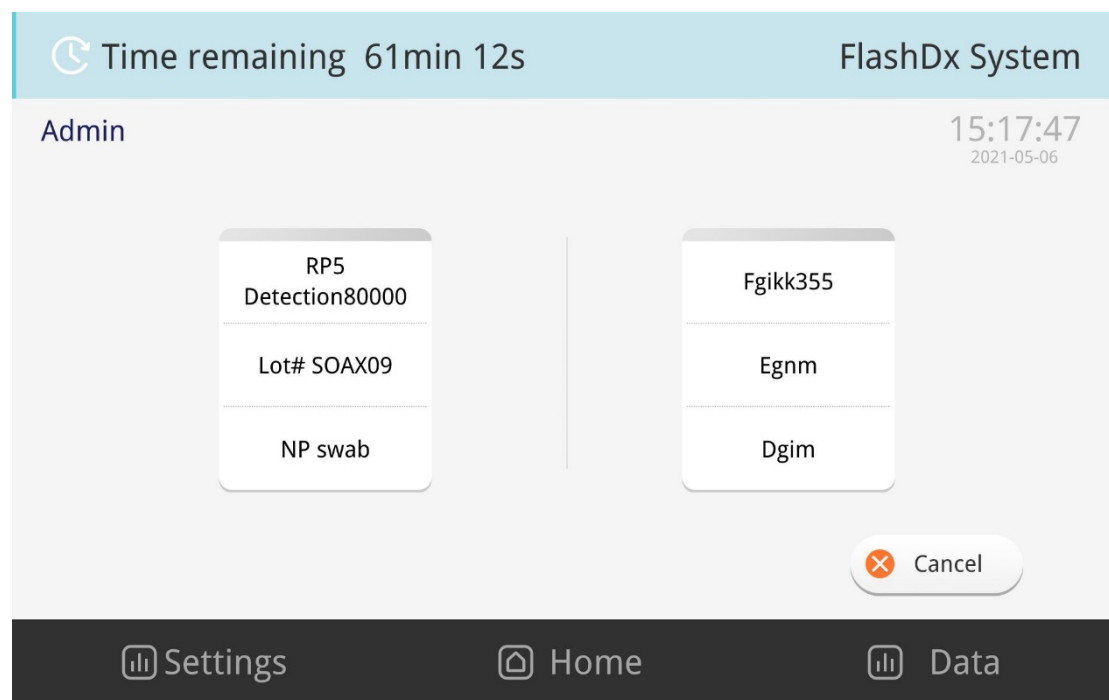 Time remaining 61min 12s
FlashDx System
Admin
15:17:47
2021-05-06
RP5
Detection80000
Lot# SOAX09
NP swab
Fgikk355
Egnm
Dgim
Cancel
Settings
Home
Data